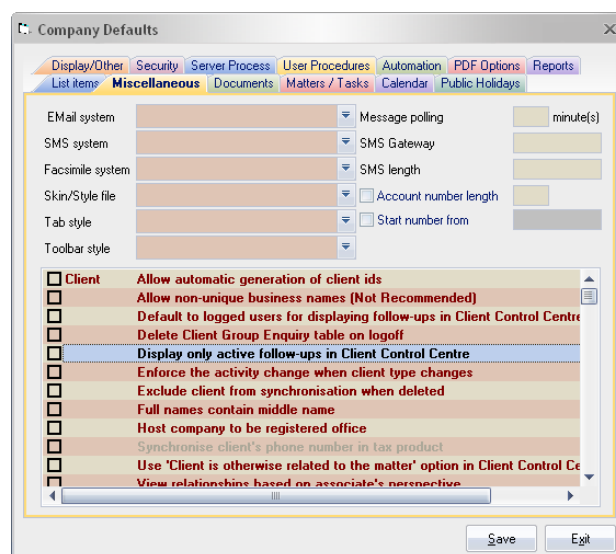 Company Defaults
Display/Other Security Server Process User Procedures Automation PDF Options Reports
List items Miscellaneous Documents Matters / Tasks Calendar Public Holidays
EMail system Message polling minute(s)
SMS system SMS Gateway
Facsimile system SMS length
Skin/Style file Account number length
Tab style Start number from
Toolbar style
Client Allow automatic generation of client ids
Allow non-unique business names (Not Recommended)
Default to logged users for displaying follow-ups in Client Control Centre
Delete Client Group Enquiry table on logoff
Display only active follow-ups in Client Control Centre
Enforce the activity change when client type changes
Exclude client from synchronisation when deleted
Full names contain middle name
Host company to be registered office
Synchronise client's phone number in tax product
Use 'Client is otherwise related to the matter' option in Client Control Ce
View relationships based on associate's perspective
Save Exit